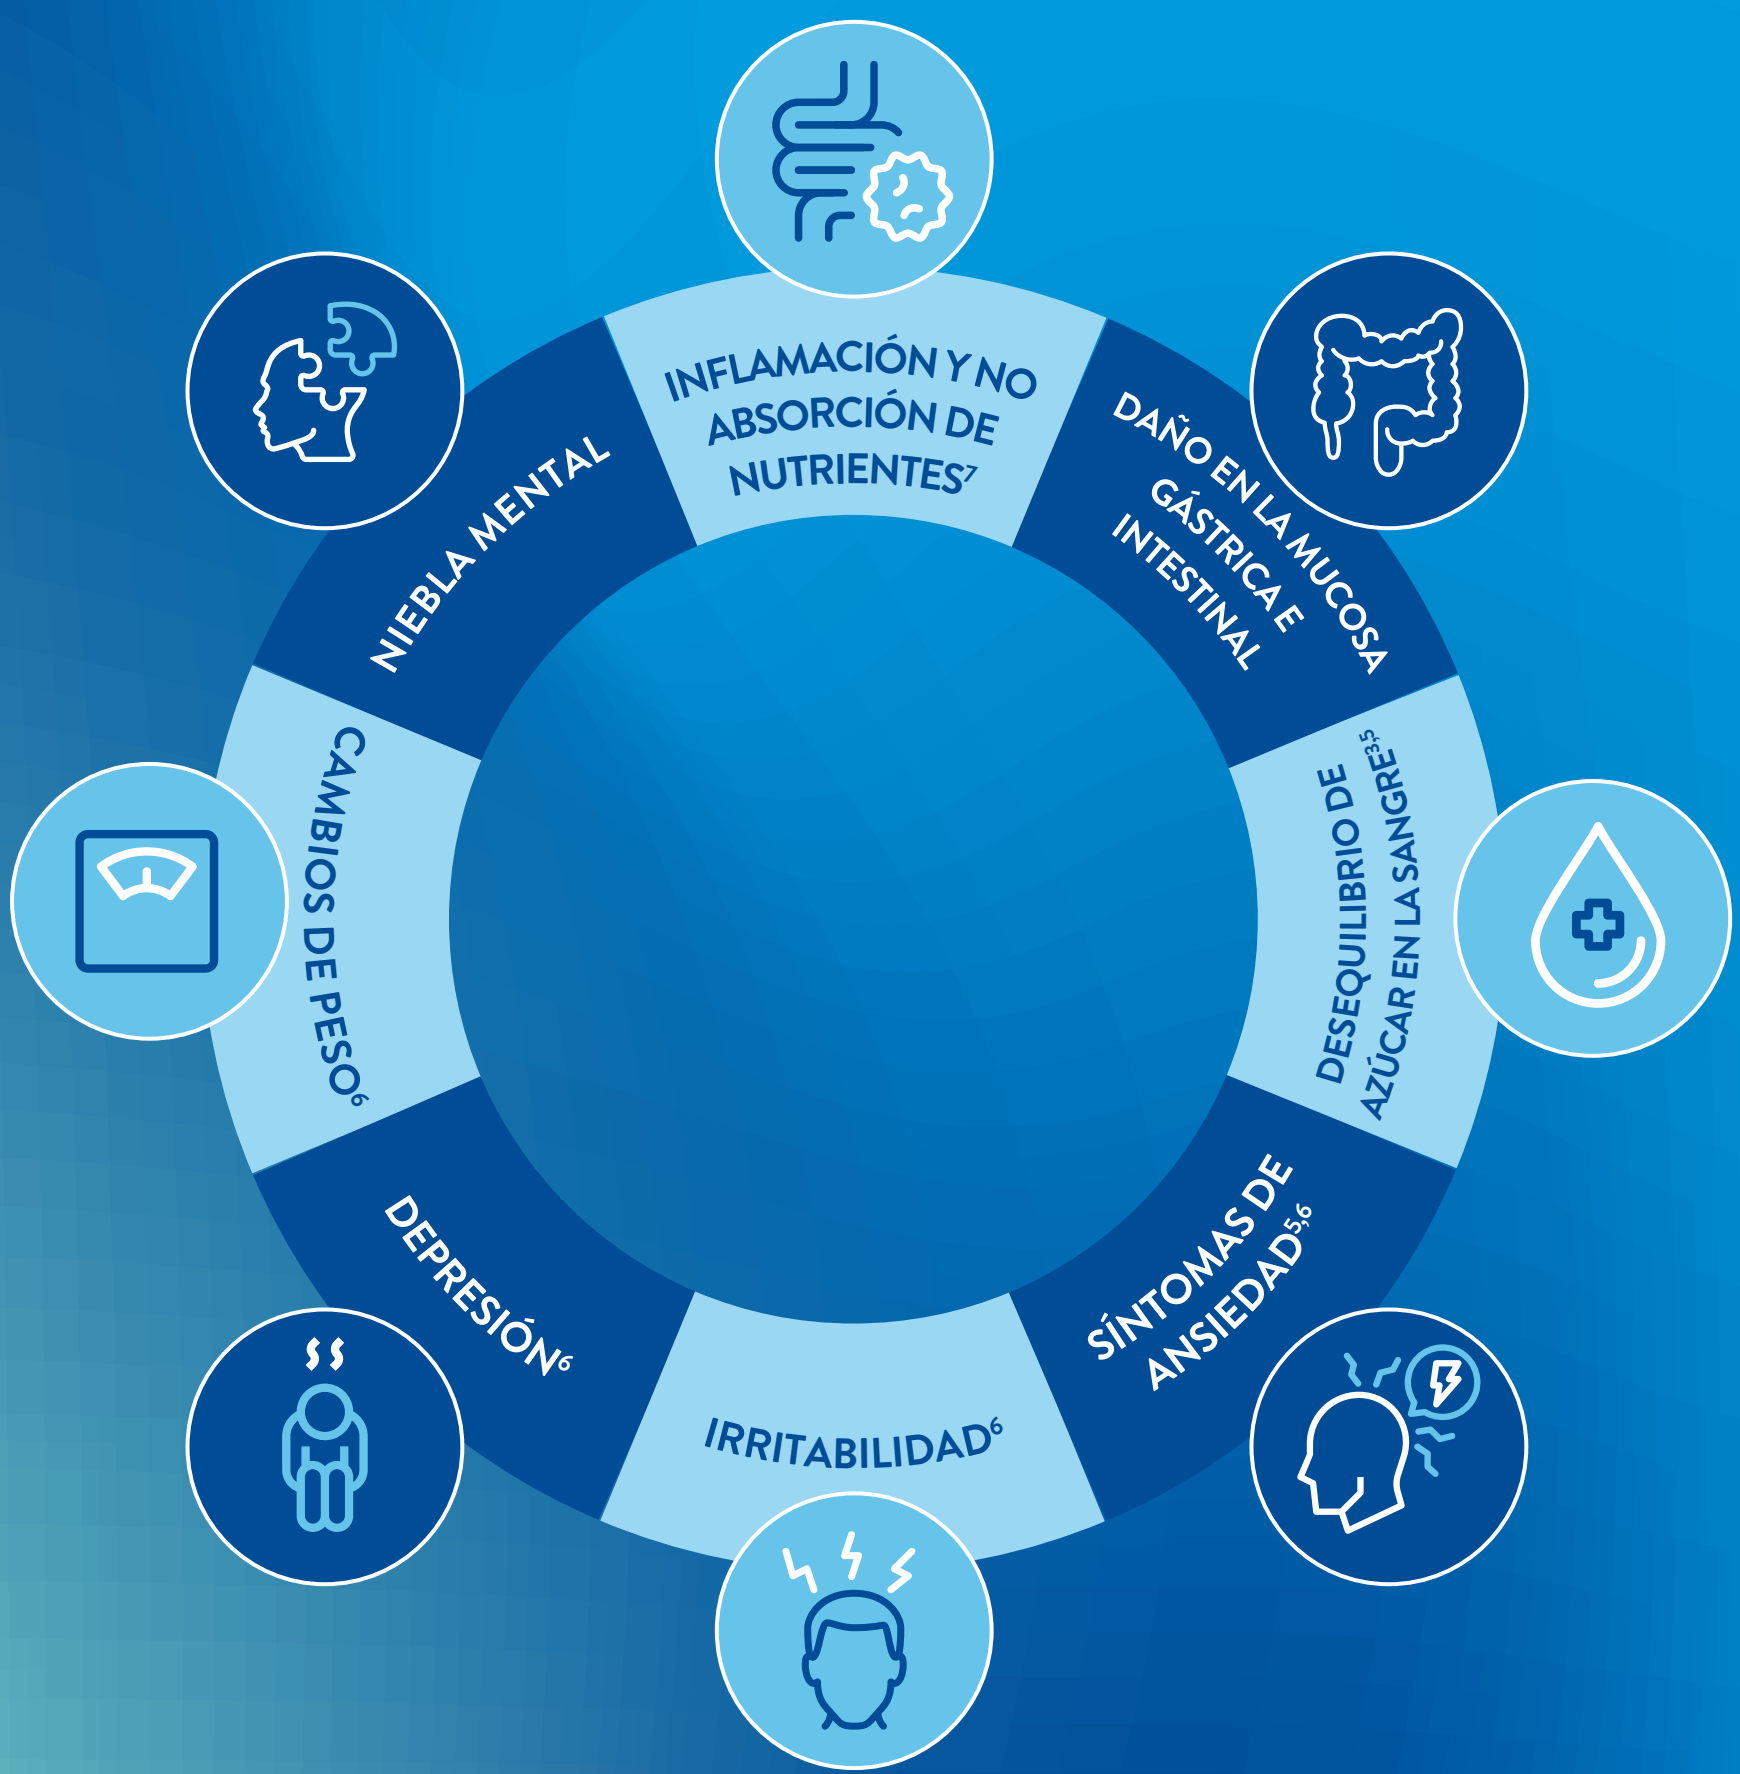 INFLAMACIÓN Y NO
ABSORCIÓN DE
NUTRIENTES⁷
DAÑO EN LA MUCOSA
GÁSTRICA E
INTESTINAL
DESEQUILIBRIO DE
AZÚCAR EN LA SANGRE³,⁵
SÍNTOMAS DE
ANSIEDAD⁵,⁶
IRRITABILIDAD⁶
DEPRESIÓN⁶
CAMBIOS DE PESO⁶
NIEBLA MENTAL